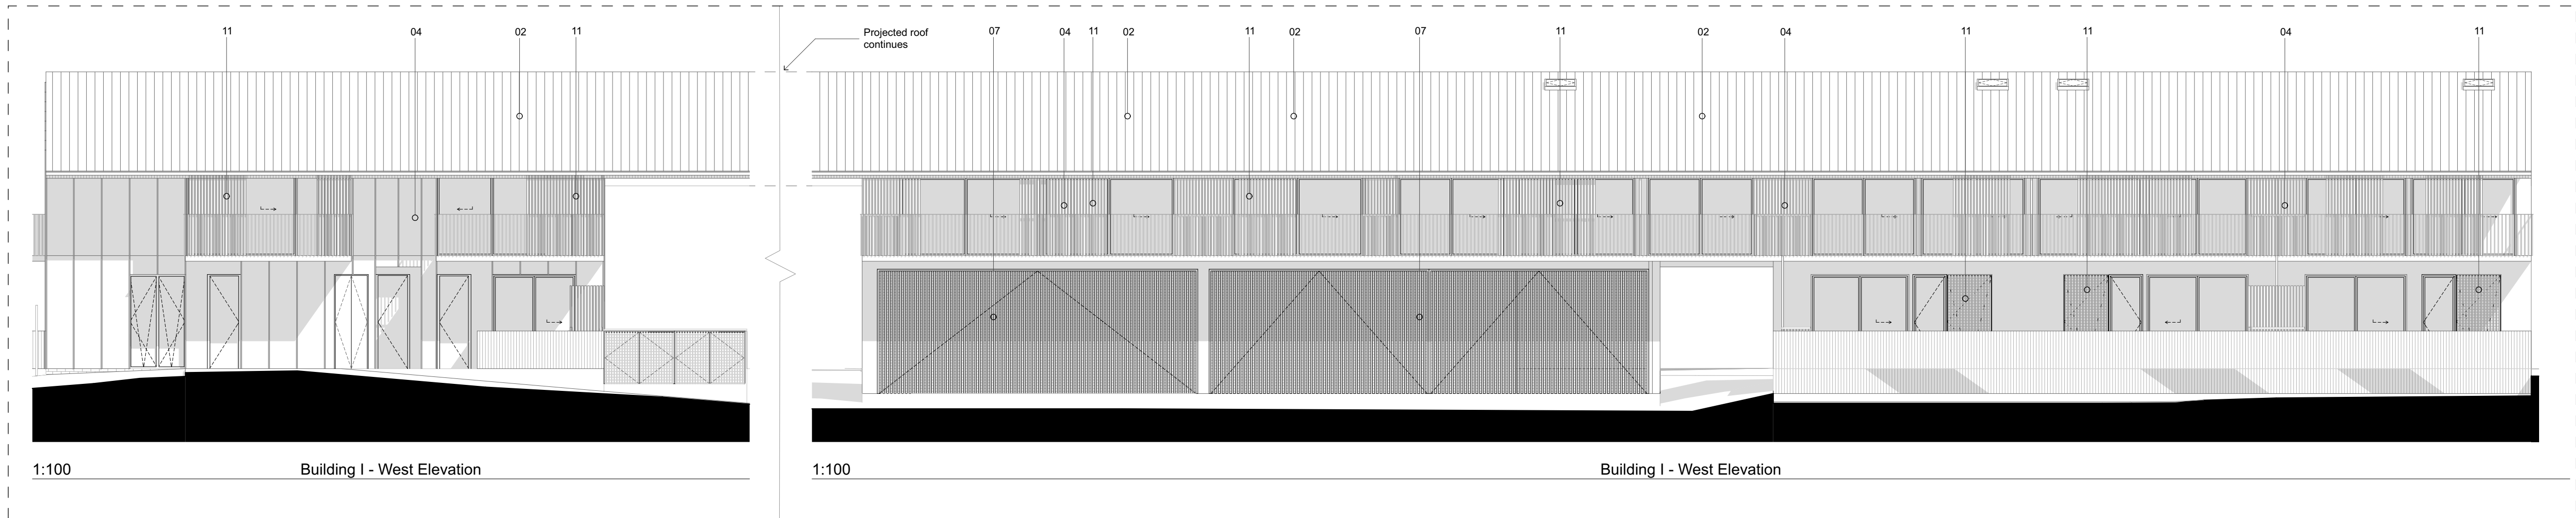 11 04 02 11
Projected roof
continues
07 04 11 02 11 02 07 11 02 04 11 11 04 11
1:100 Building I - West Elevation
1:100 Building I - West Elevation